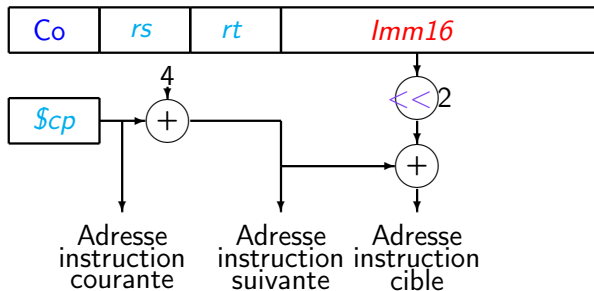 Co rs rt Imm16
4
<< 2
$cp + +
Adresse instruction courante
Adresse instruction suivante
Adresse instruction cible